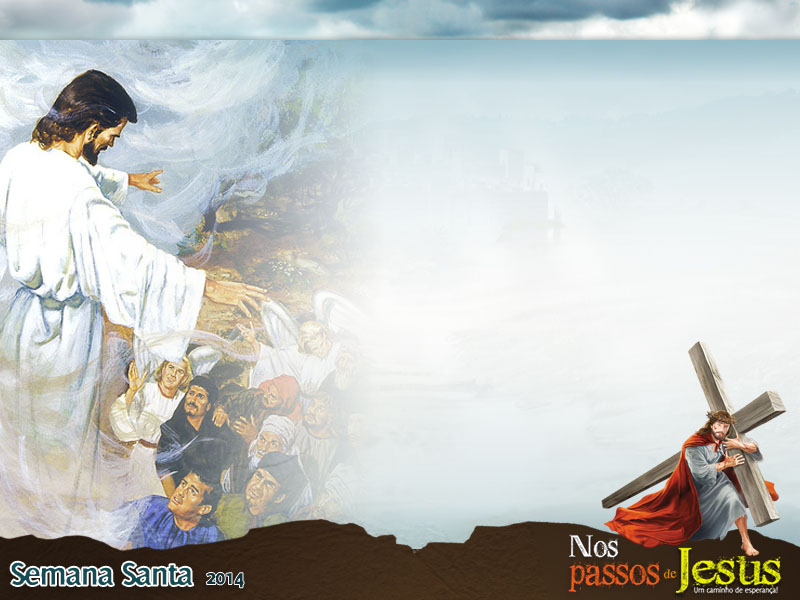 Semana Santa 2014
Nos
passos de Jesus
Um caminho de esperança!